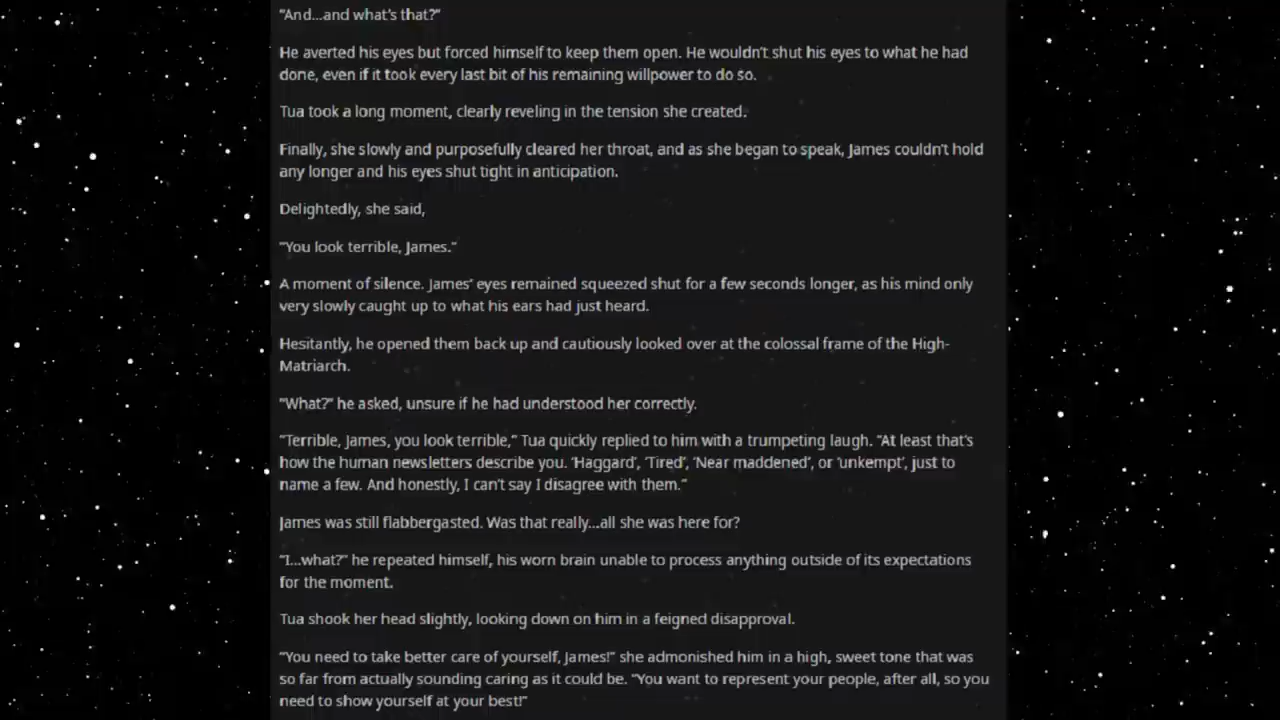 “And...and what’s that?”
He averted his eyes but forced himself to keep them open. He wouldn’t shut his eyes to what he had
done, even if it took every last bit of his remaining willpower to do so.
Tua took a long moment, clearly reveling in the tension she created.
Finally, she slowly and purposefully cleared her throat, and as she began to speak, James couldn’t hold
any longer and his eyes shut tight in anticipation.
Delightedly, she said,
“You look terrible, James.”
A moment of silence. James’ eyes remained squeezed shut for a few seconds longer, as his mind only
very slowly caught up to what his ears had just heard.
Hesitantly, he opened them back up and cautiously looked over at the colossal frame of the High-
Matriarch.
“What?” he asked, unsure if he had understood her correctly.
“Terrible, James, you look terrible,” Tua quickly replied to him with a trumpeting laugh. “At least that’s
how the human newsletters describe you. ‘Haggard’, ‘Tired’, ‘Near maddened’, or ‘unkempt’, just to
name a few. And honestly, I can’t say I disagree with them.”
James was still flabbergasted. Was that really...all she was here for?
“I...what?” he repeated himself, his worn brain unable to process anything outside of its expectations
for the moment.
Tua shook her head slightly, looking down on him in a feigned disapproval.
“You need to take better care of yourself, James!” she admonished him in a high, sweet tone that was
so far from actually sounding caring as it could be. “You want to represent your people, after all, so you
need to show yourself at your best!”